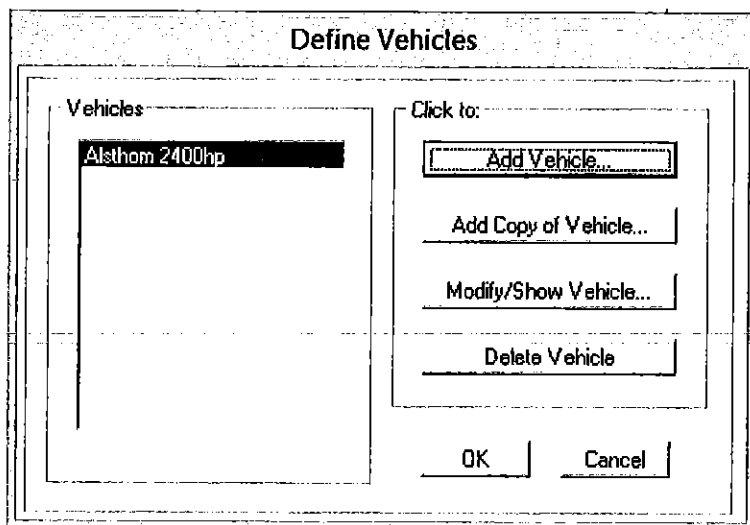 Define Vehicles
Vehicles
Alsthom 2400hp
Click to:
Add Vehicle...
Add Copy of Vehicle...
Modify/Show Vehicle...
Delete Vehicle
OK
Cancel